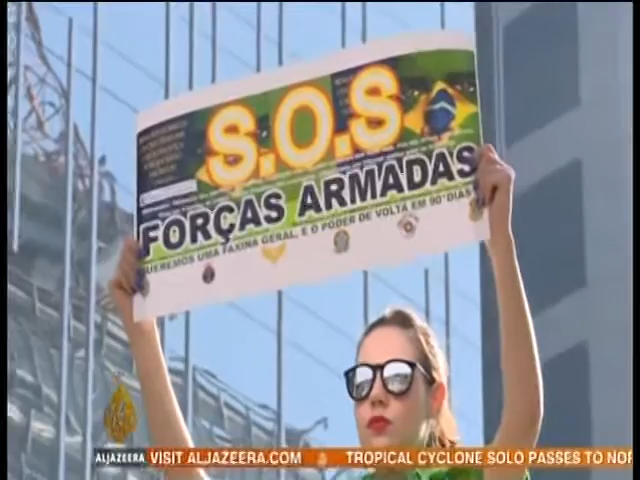 S.O.S
FORÇAS ARMADAS
QUEREMOS UMA FAXINA GERAL, E O PODER DE VOLTA EM 90 DIAS
ALJAZEERA
VISIT ALJAZEERA.COM
TROPICAL CYCLONE SOLO PASSES TO NOR